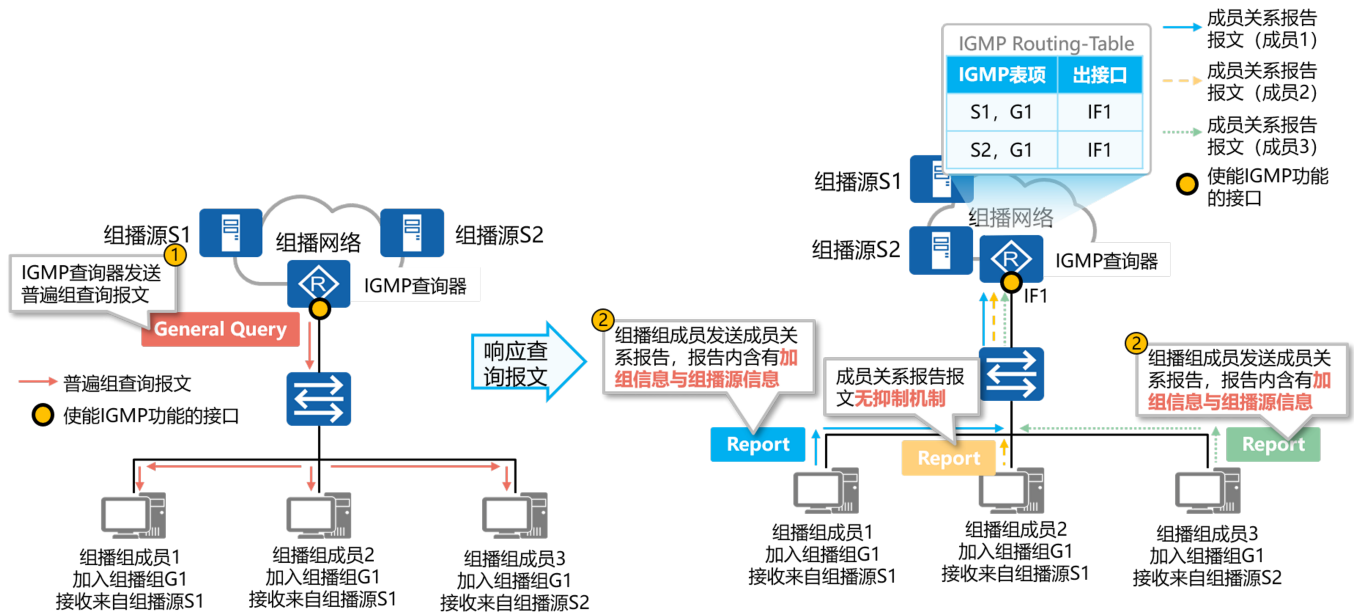 组播源S1
组播网络
组播源S2
R
IGMP查询器
1
IGMP查询器发送
普遍组查询报文
General Query
普遍组查询报文
使能IGMP功能的接口
组播组成员1
加入组播组G1
接收来自组播源S1
组播组成员2
加入组播组G1
接收来自组播源S1
组播组成员3
加入组播组G1
接收来自组播源S2
响应查
询报文
IGMP Routing-Table
IGMP表项 出接口
S1，G1 IF1
S2，G1 IF1
成员关系报告
报文（成员1）
成员关系报告
报文（成员2）
成员关系报告
报文（成员3）
使能IGMP功能
的接口
组播源S1
组播网络
组播源S2
R
IGMP查询器
IF1
2
组播组成员发送成员关
系报告，报告内含有加
组信息与组播源信息
成员关系报告报
文无抑制机制
2
组播组成员发送成员关
系报告，报告内含有加
组信息与组播源信息
Report
Report
Report
组播组成员1
加入组播组G1
接收来自组播源S1
组播组成员2
加入组播组G1
接收来自组播源S1
组播组成员3
加入组播组G1
接收来自组播源S2